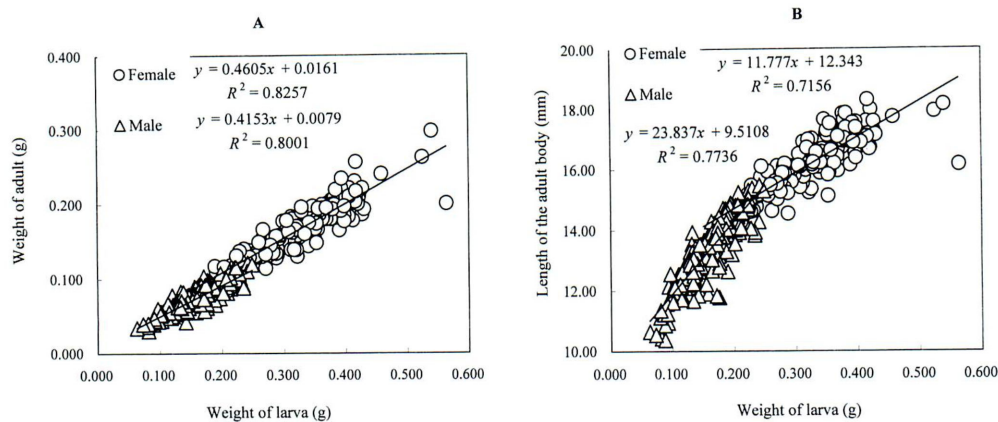 A
0.400
Female
y = 0.4605x + 0.0161
R² = 0.8257
Male
y = 0.4153x + 0.0079
R² = 0.8001
0.300
0.200
0.100
0.000
Weight of adult (g)
0.000 0.100 0.200 0.300 0.400 0.500 0.600
Weight of larva (g)
B
20.00
Female
y = 11.777x + 12.343
R² = 0.7156
Male
y = 23.837x + 9.5108
R² = 0.7736
18.00
16.00
14.00
12.00
10.00
Length of the adult body (mm)
0.000 0.100 0.200 0.300 0.400 0.500 0.600
Weight of larva (g)